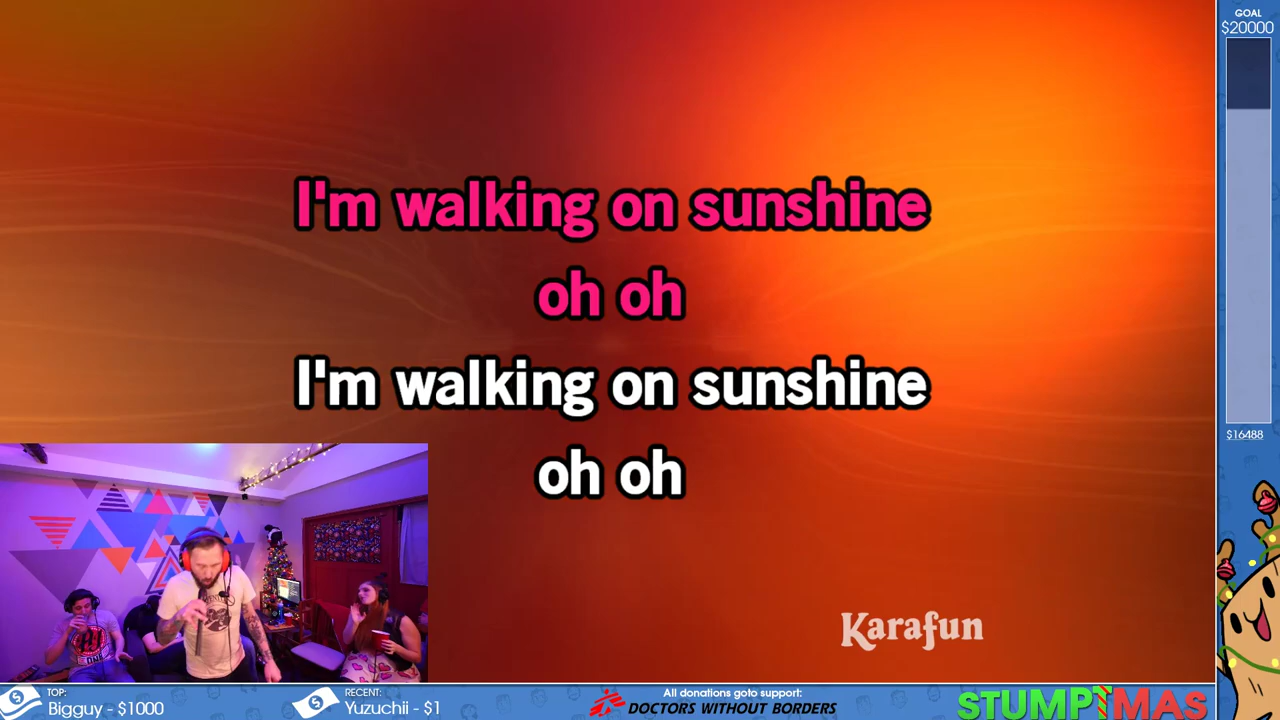 GOAL
$20000
I'm walking on sunshine
oh oh
I'm walking on sunshine
oh oh
$16488
Karafun
TOP:
Bigguy - $1000
RECENT:
Yuzuchii - $1
All donations goto support:
DOCTORS WITHOUT BORDERS
STUMPTMAS